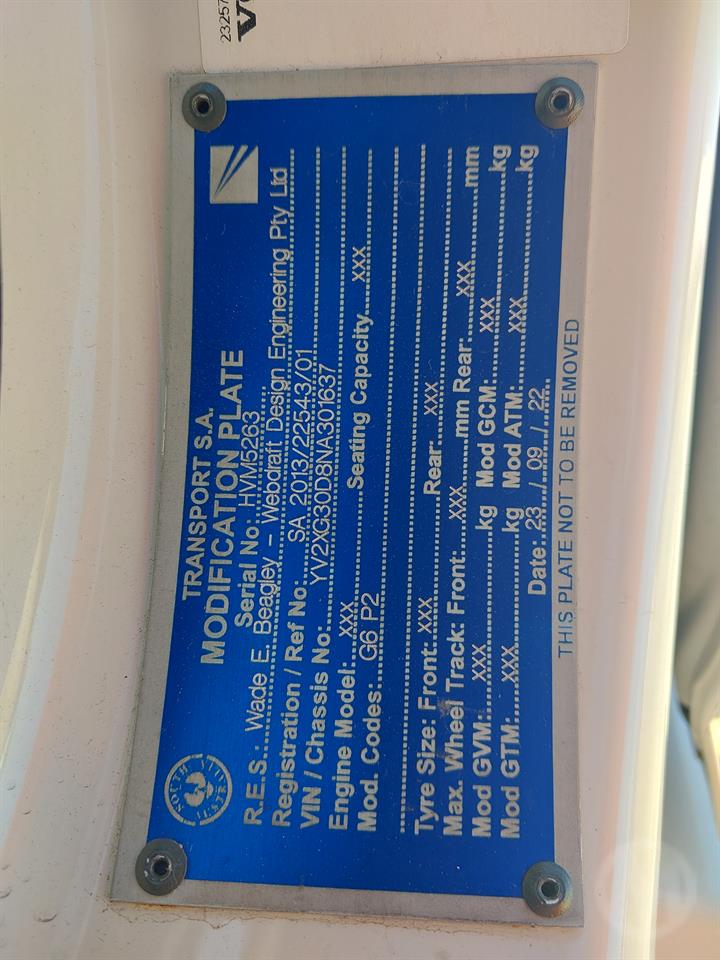 23257
TRANSPORT S.A.
MODIFICATION PLATE
Serial No: HVM5263
R.E.S.: Wade E. Beagley – Webdraft Design Engineering Pty Ltd
Registration / Ref No: SA 2013/22543/01
VIN / Chassis No: YV2XG30D8NA301637
Engine Model: XXX Seating Capacity XXX
Mod. Codes: G6 P2
Tyre Size: Front: XXX Rear: XXX
Max. Wheel Track: Front: XXX mm Rear: XXX mm
Mod GVM: XXX kg Mod GCM: XXX kg
Mod GTM: XXX kg Mod ATM: XXX kg
Date: 23 / 09 / 22
THIS PLATE NOT TO BE REMOVED